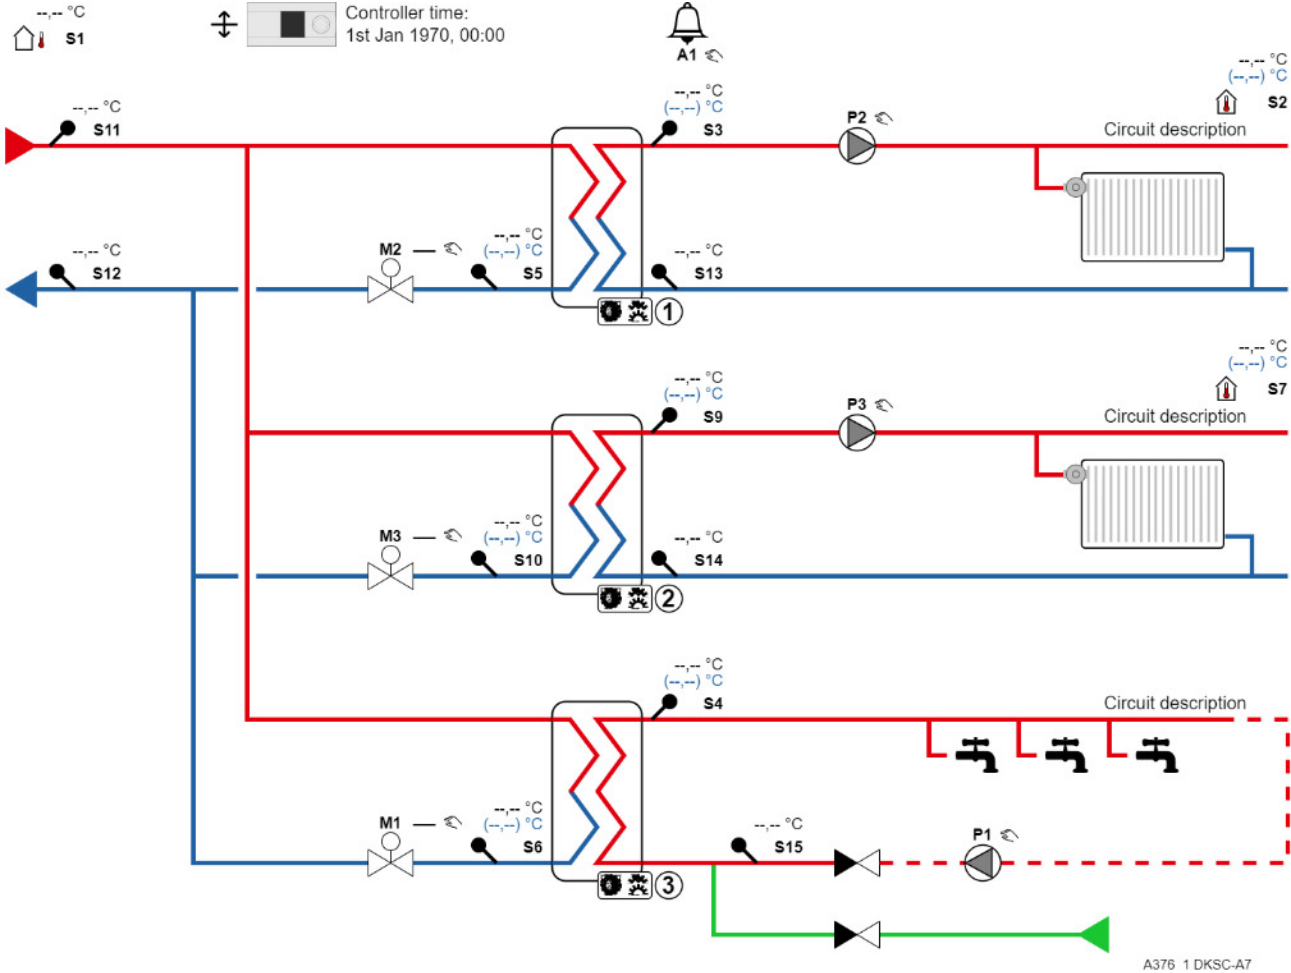 --,-- °C
S1
Controller time:
1st Jan 1970, 00:00
A1
--,-- °C
(--,--) °C
S2
--,-- °C
S11
--,-- °C
(--,--) °C
S3
P2
Circuit description
--,-- °C
S12
M2
--,-- °C
(--,--) °C
S5
--,-- °C
S13
1
--,-- °C
(--,--) °C
S7
--,-- °C
(--,--) °C
S9
P3
Circuit description
M3
--,-- °C
(--,--) °C
S10
--,-- °C
S14
2
--,-- °C
(--,--) °C
S4
Circuit description
M1
--,-- °C
(--,--) °C
S6
--,-- °C
S15
P1
3
A376_1 DKSC-A7